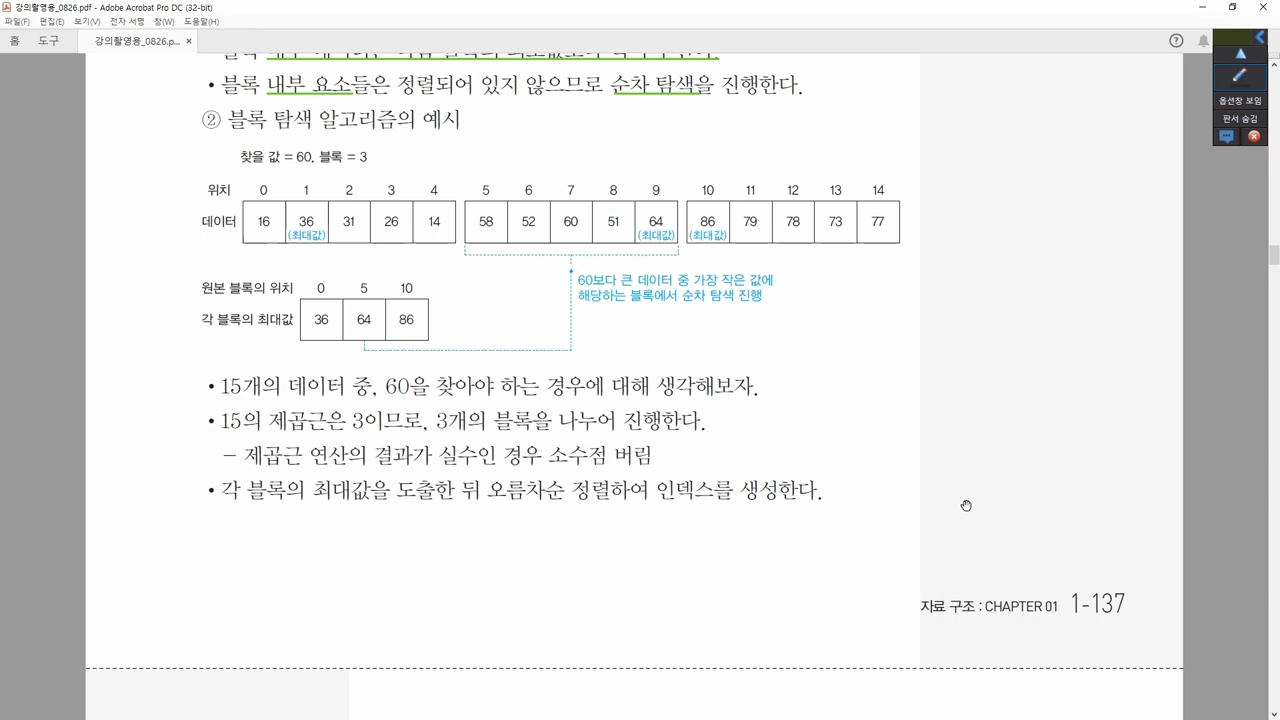 강의촬영용_0826.pdf - Adobe Acrobat Pro DC (32-bit)
파일(F) 편집(E) 보기(V) 전자 서명 창(W) 도움말(H)
홈 도구 강의촬영용_0826.p... ×
• 블록 내부 요소들은 정렬되어 있지 않으므로 순차 탐색을 진행한다.
② 블록 탐색 알고리즘의 예시
찾을 값 = 60, 블록 = 3
위치 0 1 2 3 4 5 6 7 8 9 10 11 12 13 14
데이터 16 36 31 26 14 58 52 60 51 64 86 79 78 73 77
(최대값) (최대값) (최대값)
60보다 큰 데이터 중 가장 작은 값에
해당하는 블록에서 순차 탐색 진행
원본 블록의 위치 0 5 10
각 블록의 최대값 36 64 86
• 15개의 데이터 중, 60을 찾아야 하는 경우에 대해 생각해보자.
• 15의 제곱근은 3이므로, 3개의 블록을 나누어 진행한다.
– 제곱근 연산의 결과가 실수인 경우 소수점 버림
• 각 블록의 최대값을 도출한 뒤 오름차순 정렬하여 인덱스를 생성한다.
자료 구조 : CHAPTER 01 1-137
옵션창 보임
판서 숨김